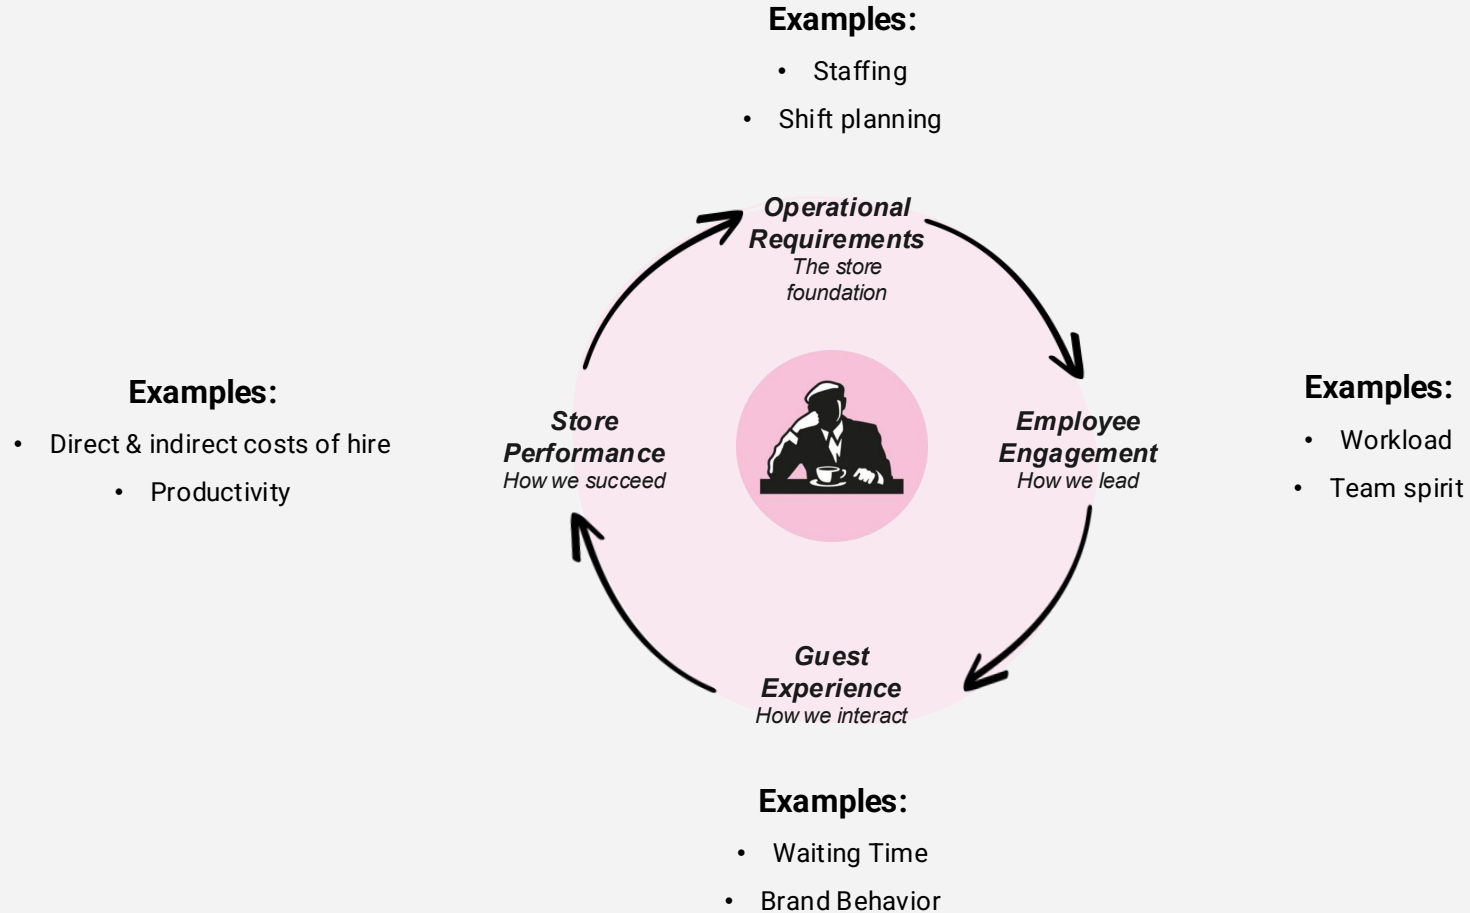 Examples:
• Staffing
• Shift planning
Operational
Requirements
The store
foundation
Examples:
• Direct & indirect costs of hire
• Productivity
Store
Performance
How we succeed
Employee
Engagement
How we lead
Examples:
• Workload
• Team spirit
Guest
Experience
How we interact
Examples:
• Waiting Time
• Brand Behavior